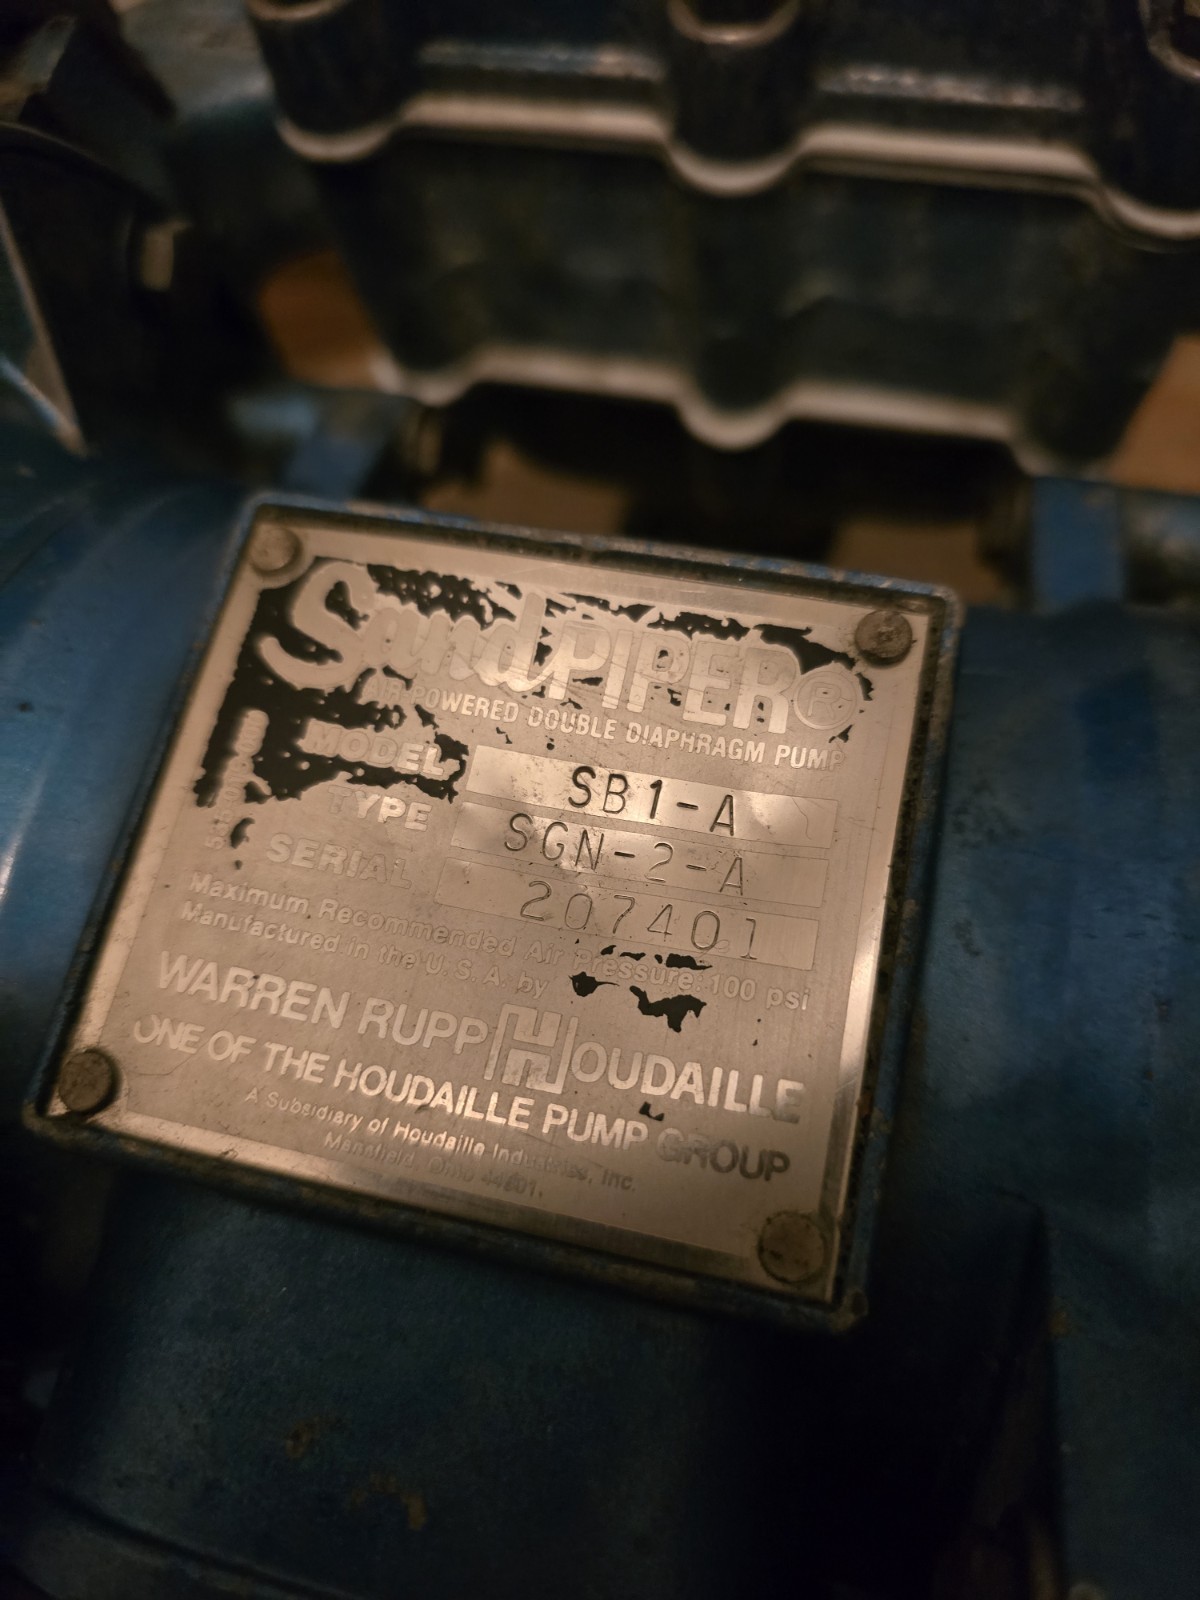 SandPIPER®
AIR POWERED DOUBLE DIAPHRAGM PUMP
MODEL SB1-A
TYPE SGN-2-A
SERIAL 207401
Maximum Recommended Air Pressure: 100 psi
Manufactured in the U.S.A. by
WARREN RUPP HOUDAILLE
ONE OF THE HOUDAILLE PUMP GROUP
A Subsidiary of Houdaille Industries, Inc.
Mansfield, Ohio